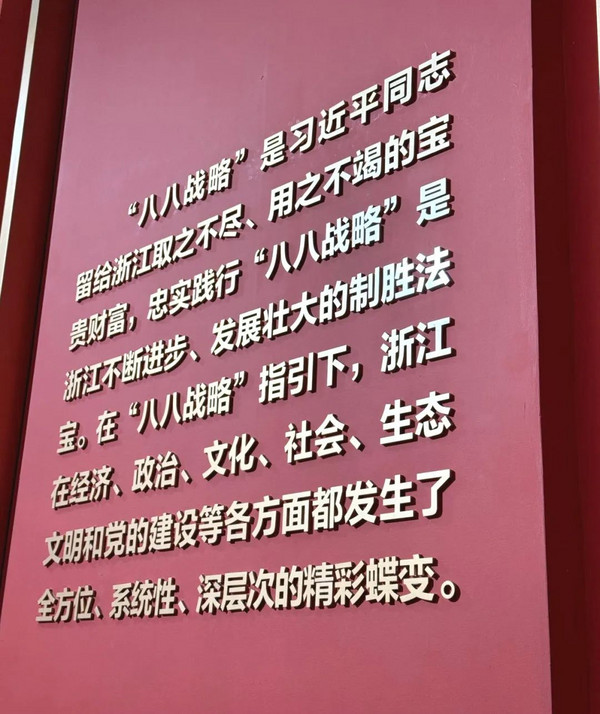 “八八战略”是习近平同志
留给浙江取之不尽、用之不竭的宝
贵财富，忠实践行“八八战略”是
浙江不断进步、发展壮大的制胜法
宝。在“八八战略”指引下，浙江
在经济、政治、文化、社会、生态
文明和党的建设等各方面都发生了
全方位、系统性、深层次的精彩蝶变。